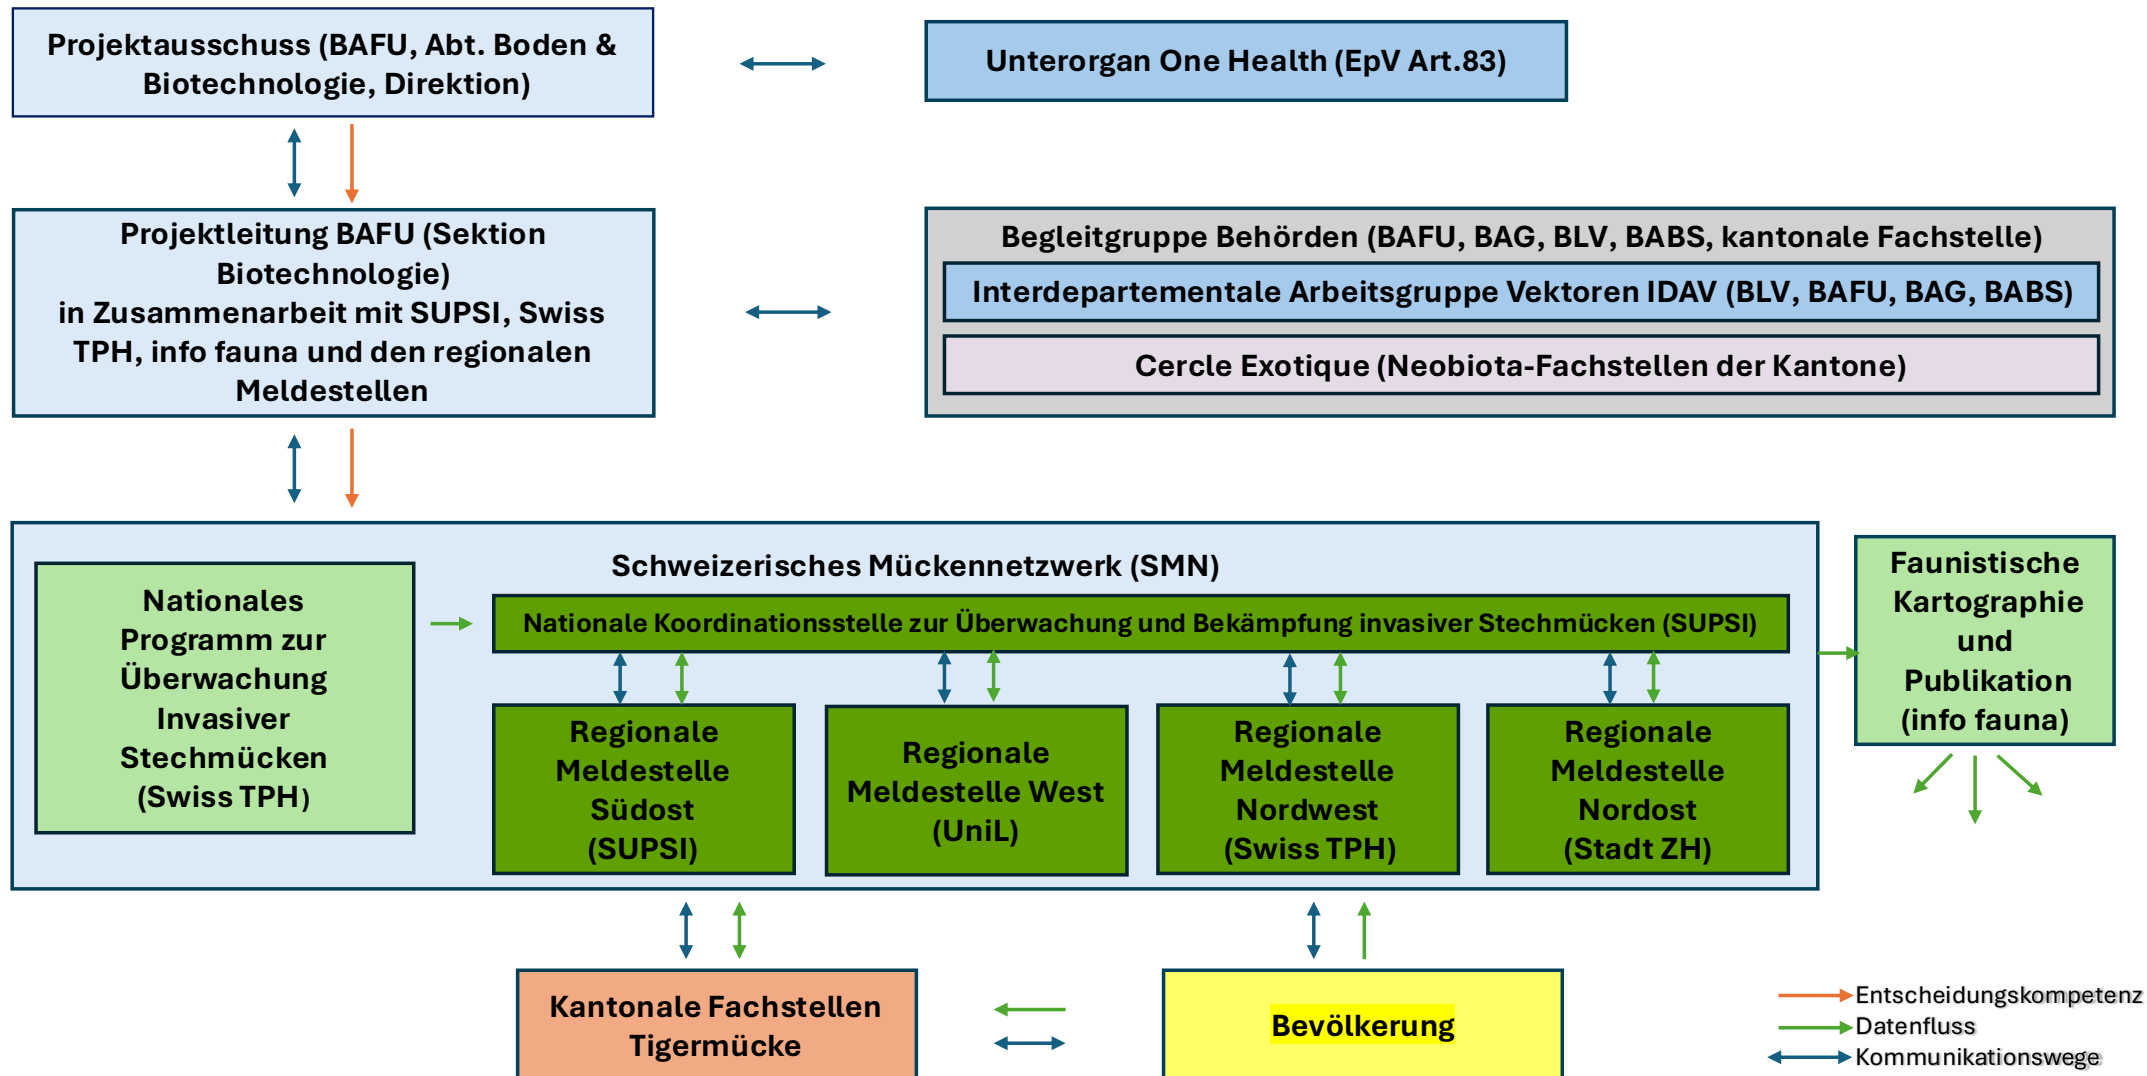 Projektausschuss (BAFU, Abt. Boden &
Biotechnologie, Direktion)
Unterorgan One Health (EpV Art.83)
Projektleitung BAFU (Sektion
Biotechnologie)
in Zusammenarbeit mit SUPSI, Swiss
TPH, info fauna und den regionalen
Meldestellen
Begleitgruppe Behörden (BAFU, BAG, BLV, BABS, kantonale Fachstelle)
Interdepartementale Arbeitsgruppe Vektoren IDAV (BLV, BAFU, BAG, BABS)
Cercle Exotique (Neobiota-Fachstellen der Kantone)
Schweizerisches Mückennetzwerk (SMN)
Nationales
Programm zur
Überwachung
Invasiver
Stechmücken
(Swiss TPH)
Nationale Koordinationsstelle zur Überwachung und Bekämpfung invasiver Stechmücken (SUPSI)
Regionale
Meldestelle
Südost
(SUPSI)
Regionale
Meldestelle West
(UniL)
Regionale
Meldestelle
Nordwest
(Swiss TPH)
Regionale
Meldestelle
Nordost
(Stadt ZH)
Faunistische
Kartographie
und
Publikation
(info fauna)
Kantonale Fachstellen
Tigermücke
Bevölkerung
Entscheidungskompetenz
Datenfluss
Kommunikationswege